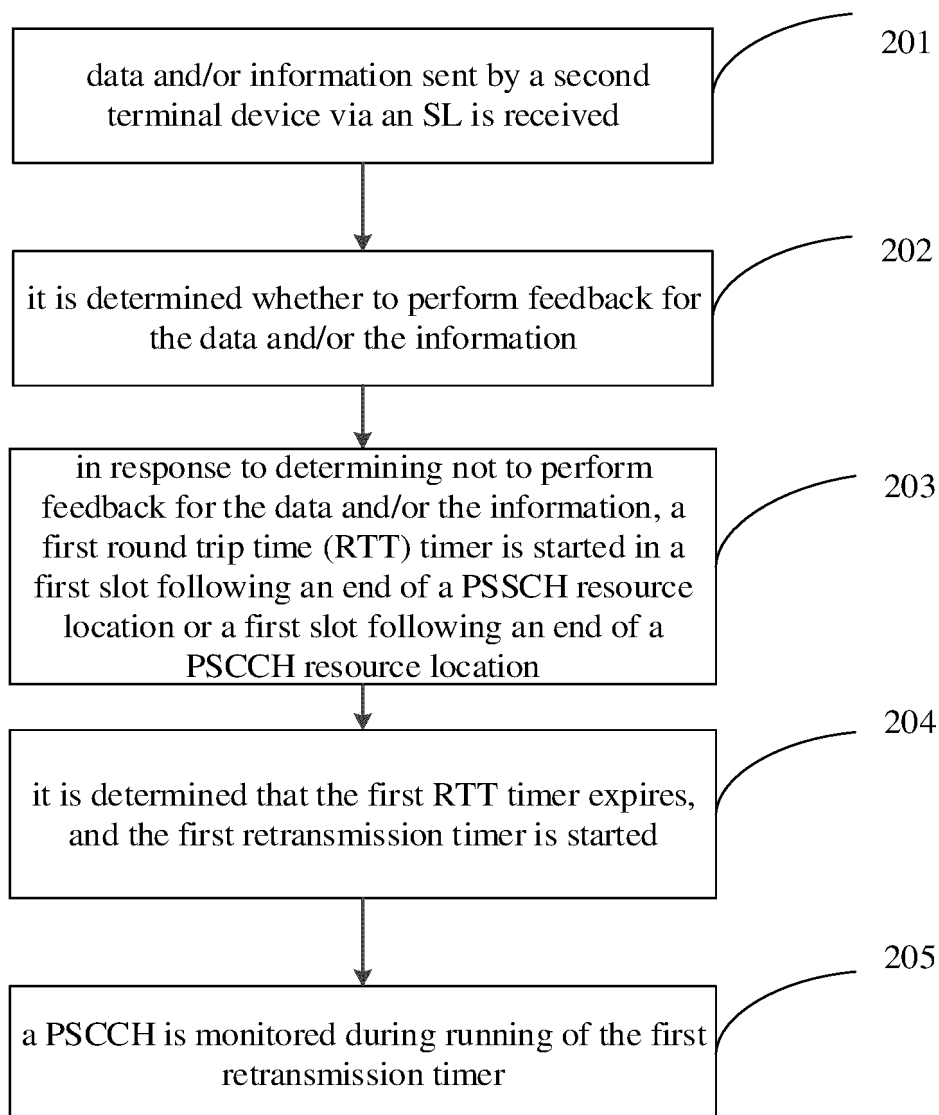 201
data and/or information sent by a second
terminal device via an SL is received
202
it is determined whether to perform feedback for
the data and/or the information
203
in response to determining not to perform
feedback for the data and/or the information, a
first round trip time (RTT) timer is started in a
first slot following an end of a PSSCH resource
location or a first slot following an end of a
PSCCH resource location
204
it is determined that the first RTT timer expires,
and the first retransmission timer is started
205
a PSCCH is monitored during running of the first
retransmission timer